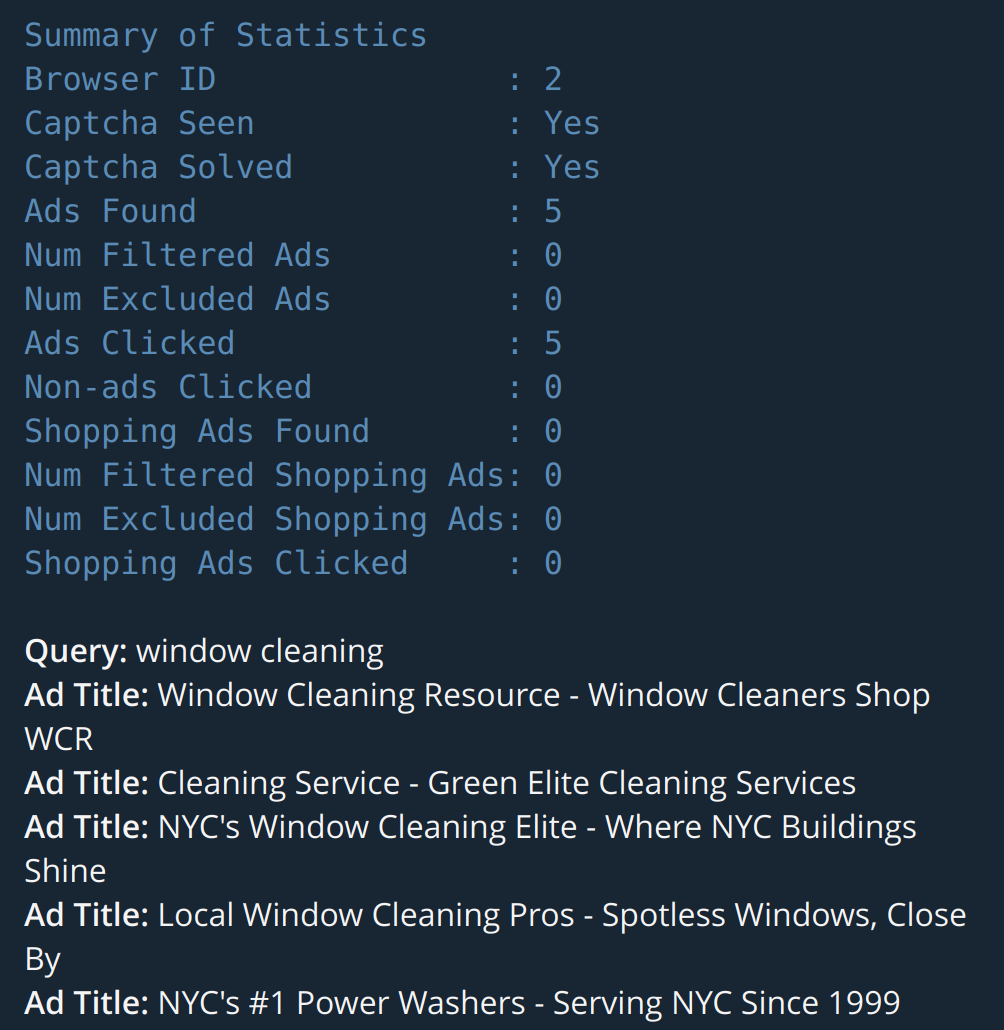 Summary of Statistics
Browser ID : 2
Captcha Seen : Yes
Captcha Solved : Yes
Ads Found : 5
Num Filtered Ads : 0
Num Excluded Ads : 0
Ads Clicked : 5
Non-ads Clicked : 0
Shopping Ads Found : 0
Num Filtered Shopping Ads: 0
Num Excluded Shopping Ads: 0
Shopping Ads Clicked : 0
Query: window cleaning
Ad Title: Window Cleaning Resource - Window Cleaners Shop
WCR
Ad Title: Cleaning Service - Green Elite Cleaning Services
Ad Title: NYC's Window Cleaning Elite - Where NYC Buildings
Shine
Ad Title: Local Window Cleaning Pros - Spotless Windows, Close
By
Ad Title: NYC's #1 Power Washers - Serving NYC Since 1999